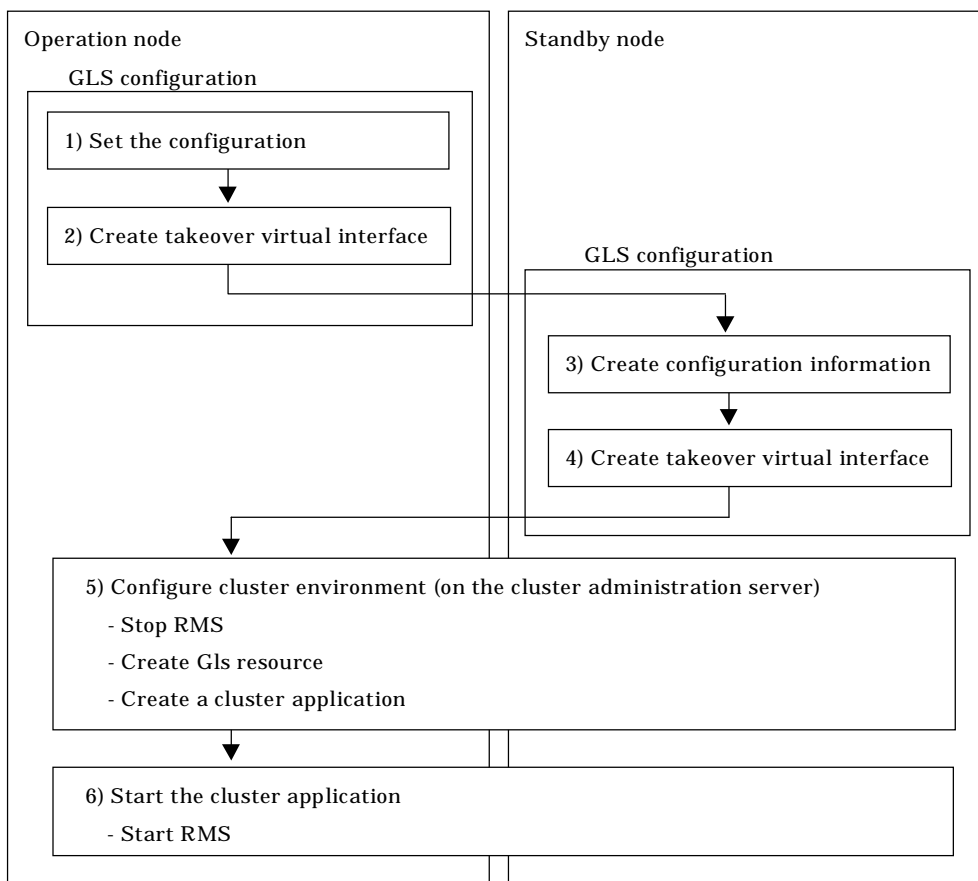 Operation node
GLS configuration
1) Set the configuration
2) Create takeover virtual interface
Standby node
GLS configuration
3) Create configuration information
4) Create takeover virtual interface
5) Configure cluster environment (on the cluster administration server)
- Stop RMS
- Create Gls resource
- Create a cluster application
6) Start the cluster application
- Start RMS